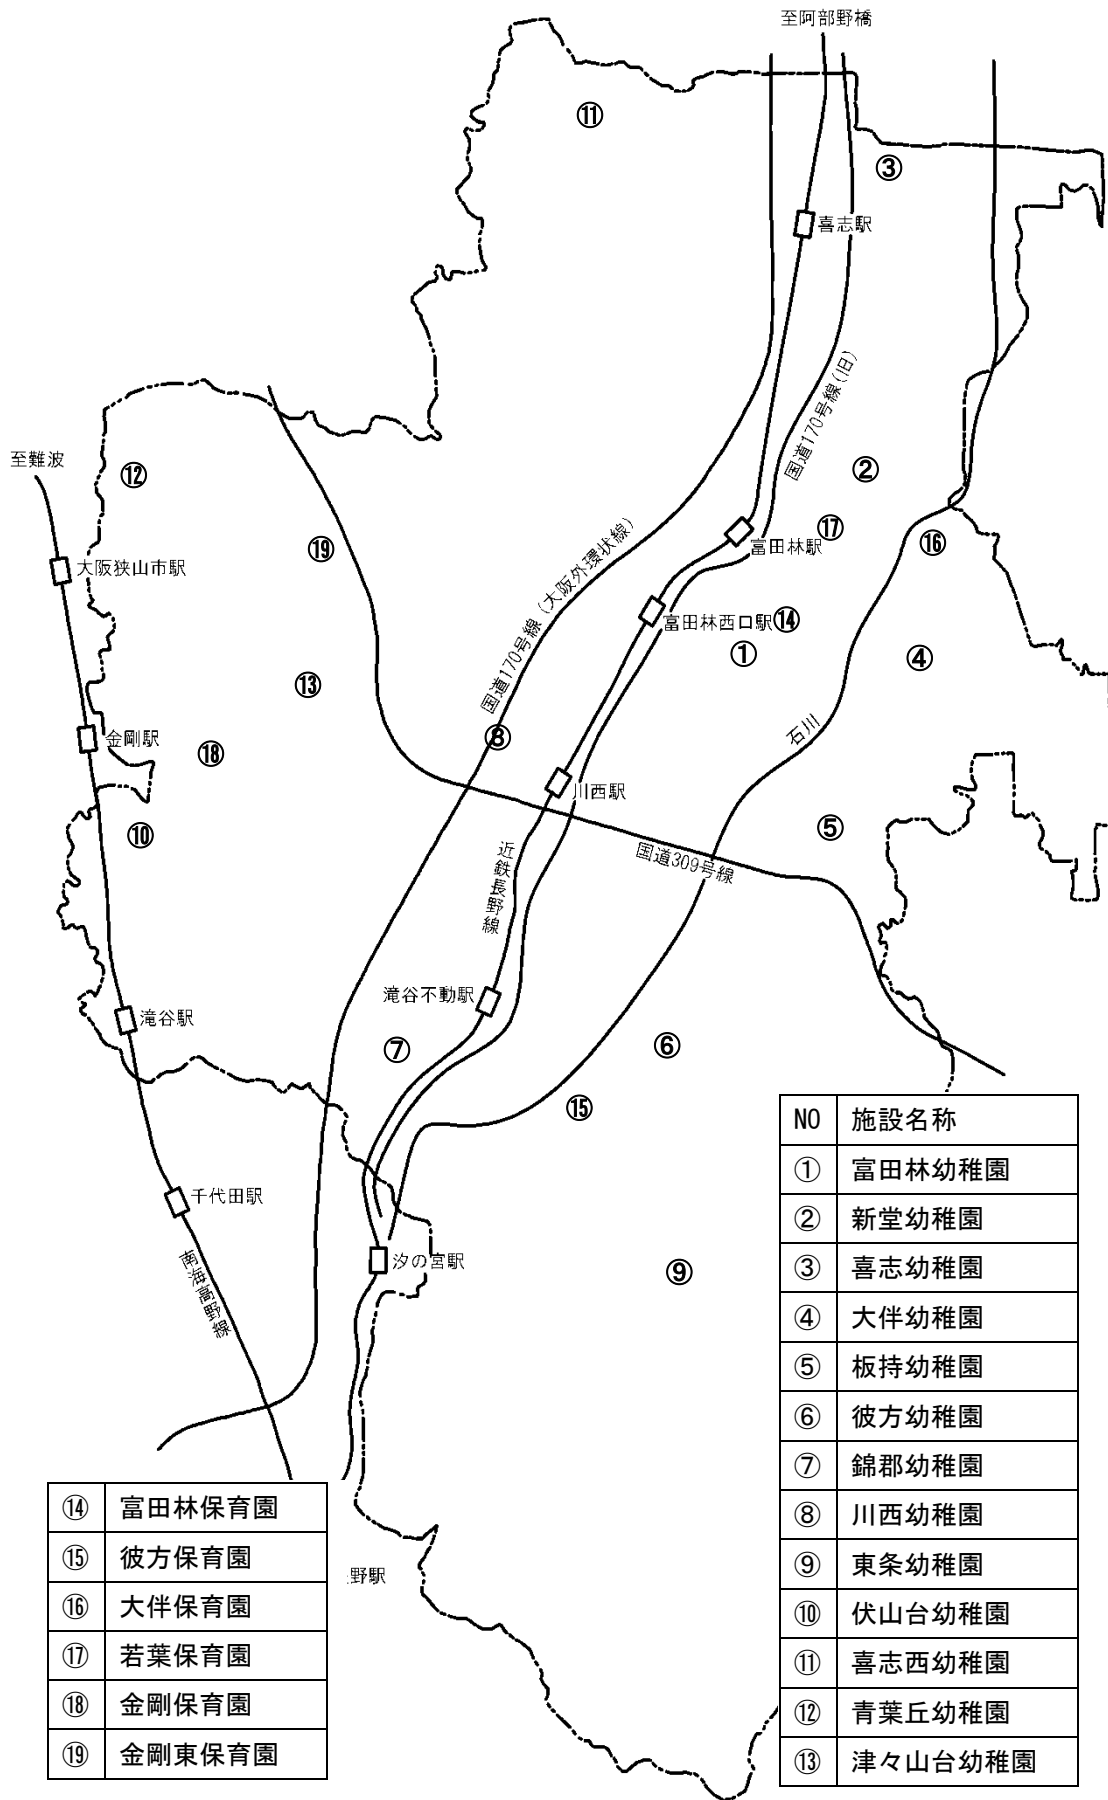 至阿部野橋
⑪
③
喜志駅
国道170号線(旧)
至難波
⑫
②
⑰
富田林駅
⑯
⑲
大阪狭山市駅
国道170号線(大阪外環状線)
富田林西口駅
⑭
①
④
⑬
石川
金剛駅
⑱
⑧
川西駅
⑩
⑤
国道309号線
近鉄長野線
滝谷不動駅
滝谷駅
⑦
⑥
⑮
千代田駅
汐の宮駅
南海高野線
⑨
野駅
NO 施設名称
① 富田林幼稚園
② 新堂幼稚園
③ 喜志幼稚園
④ 大伴幼稚園
⑤ 板持幼稚園
⑥ 彼方幼稚園
⑦ 錦郡幼稚園
⑧ 川西幼稚園
⑨ 東条幼稚園
⑩ 伏山台幼稚園
⑪ 喜志西幼稚園
⑫ 青葉丘幼稚園
⑬ 津々山台幼稚園
⑭ 富田林保育園
⑮ 彼方保育園
⑯ 大伴保育園
⑰ 若葉保育園
⑱ 金剛保育園
⑲ 金剛東保育園